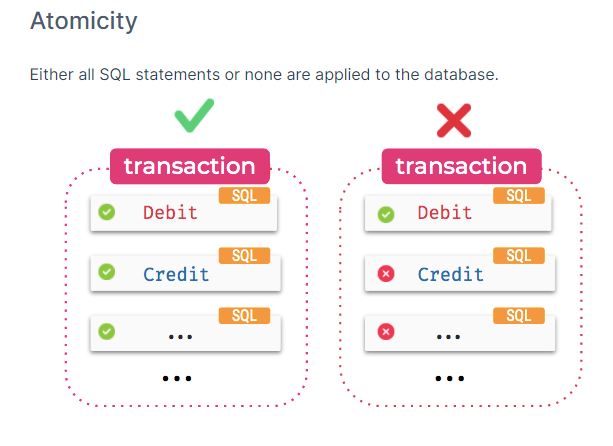 Atomicity
Either all SQL statements or none are applied to the database.
transaction
SQL
Debit
SQL
Credit
SQL
...
...
transaction
SQL
Debit
SQL
Credit
SQL
...
...